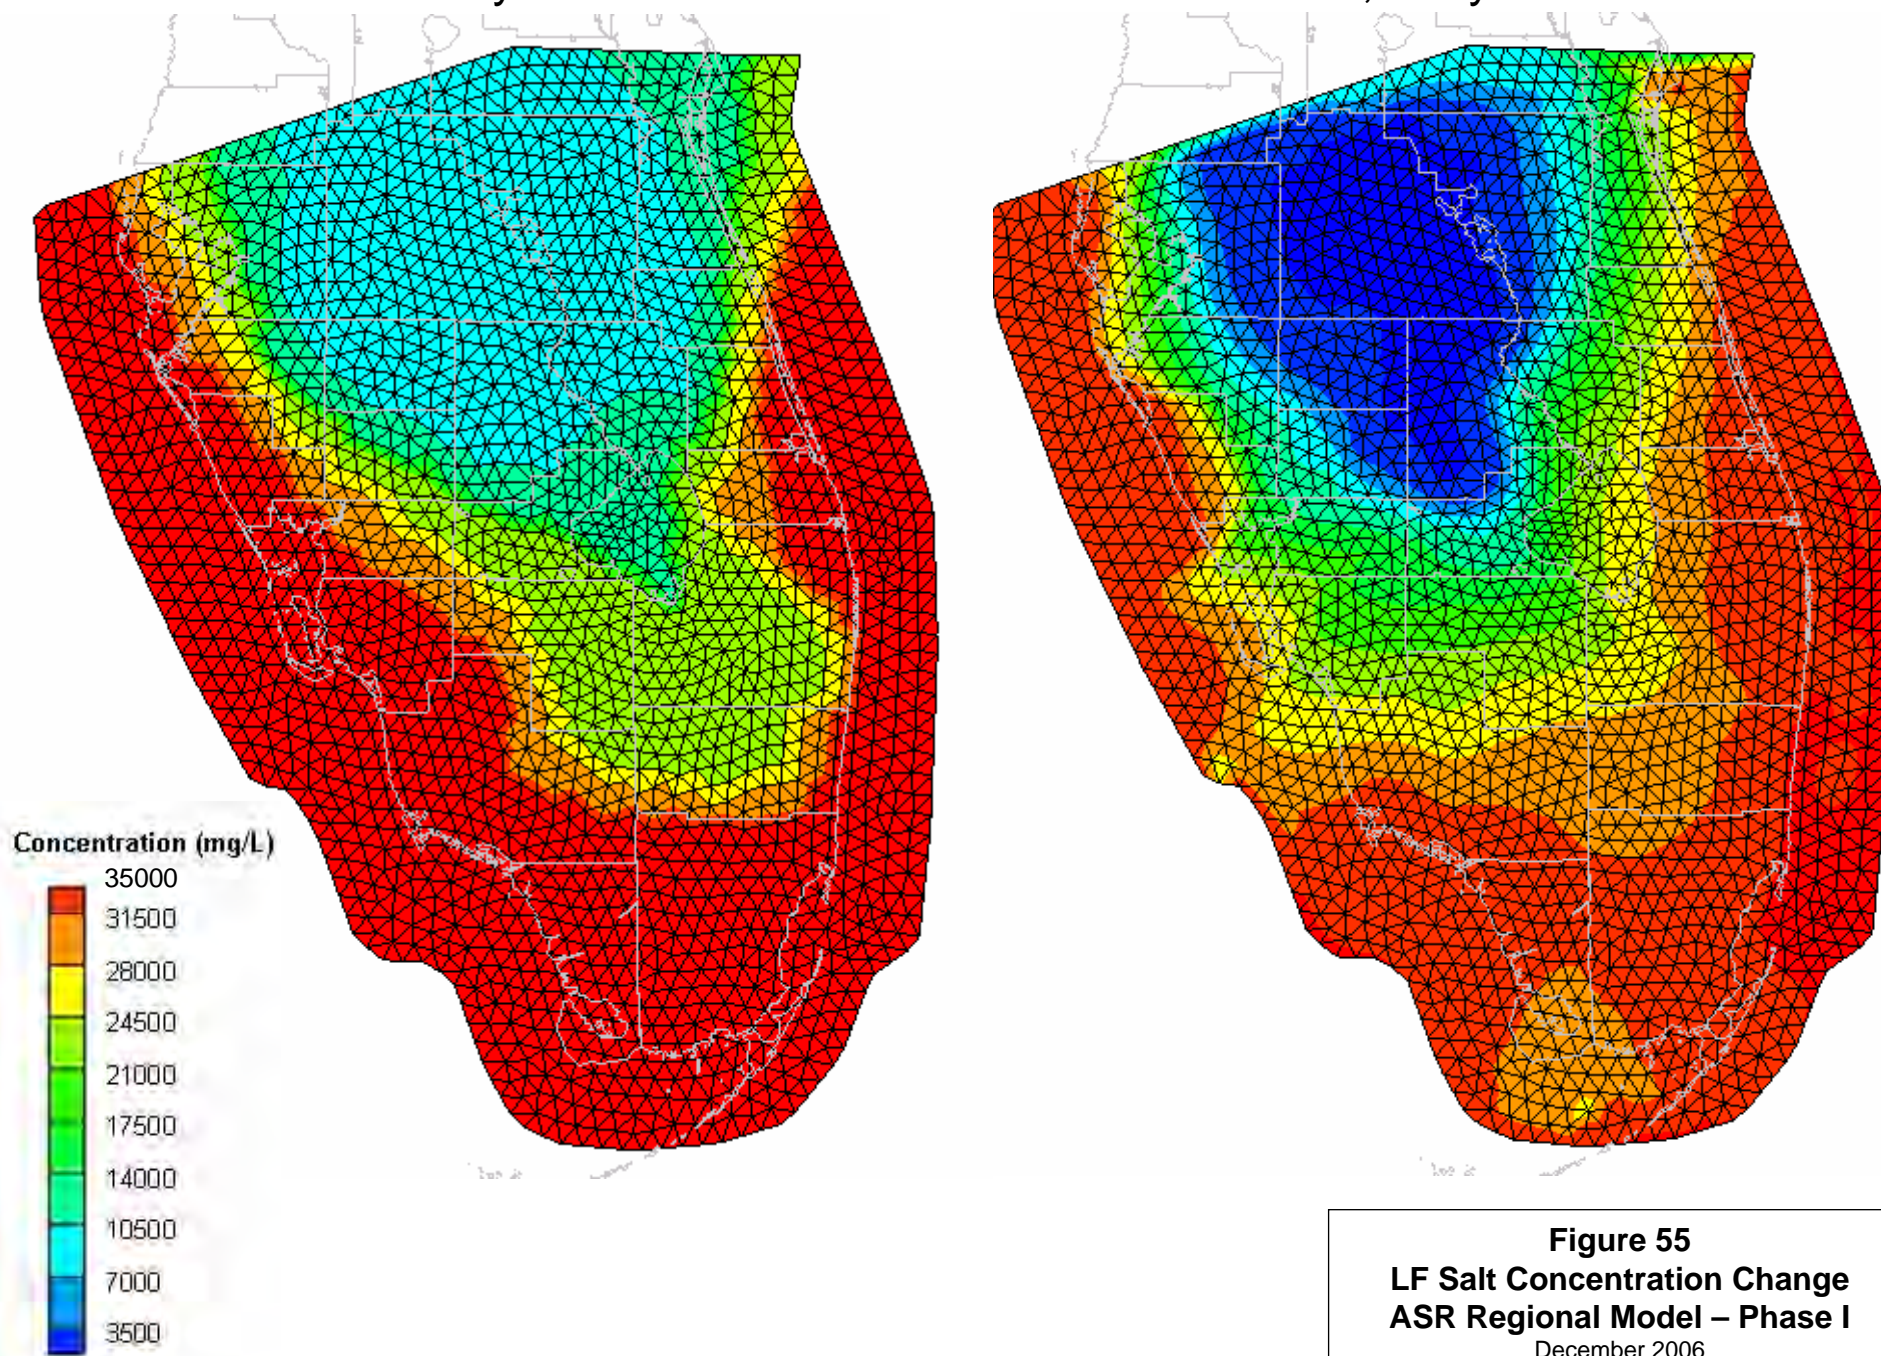 Concentration (mg/L)
35000
31500
28000
24500
21000
17500
14000
10500
7000
3500
Figure 55
LF Salt Concentration Change
ASR Regional Model – Phase I
December 2006